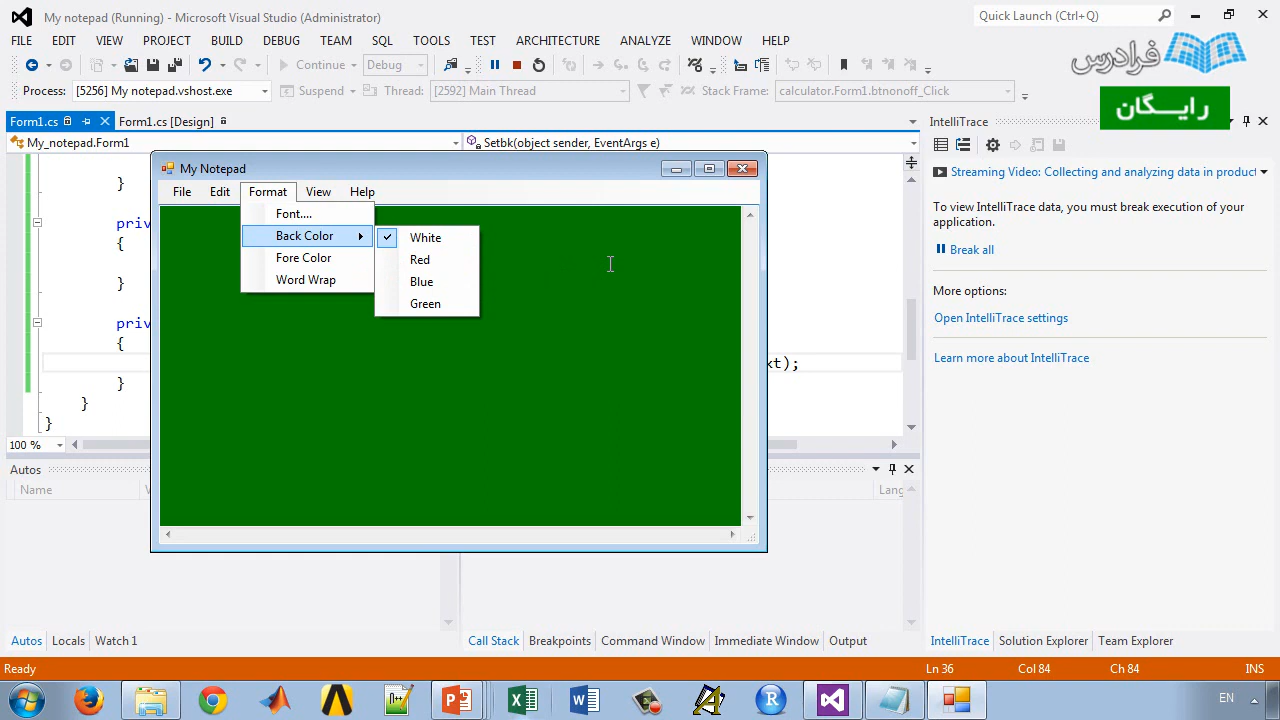 My notepad (Running) - Microsoft Visual Studio (Administrator)
Quick Launch (Ctrl+Q)
FILE EDIT VIEW PROJECT BUILD DEBUG TEAM SQL TOOLS TEST ARCHITECTURE ANALYZE WINDOW HELP
فرادرس
Continue Debug
Process: [5256] My notepad.vshost.exe Suspend Thread: [2592] Main Thread Stack Frame: calculator.Form1.btnonoff_Click
رایگان
Form1.cs Form1.cs [Design]
IntelliTrace
My_notepad.Form1 Setbk(object sender, EventArgs e)
My Notepad
File Edit Format View Help
Font....
Back Color
Fore Color
Word Wrap
White
Red
Blue
Green
}
priv
{
}
priv
{
xt);
}
}
}
100 %
Streaming Video: Collecting and analyzing data in product
To view IntelliTrace data, you must break execution of your
application.
Break all
More options:
Open IntelliTrace settings
Learn more about IntelliTrace
Autos
Name V Lang
Autos Locals Watch 1
Call Stack Breakpoints Command Window Immediate Window Output
IntelliTrace Solution Explorer Team Explorer
Ready Ln 36 Col 84 Ch 84 INS
EN